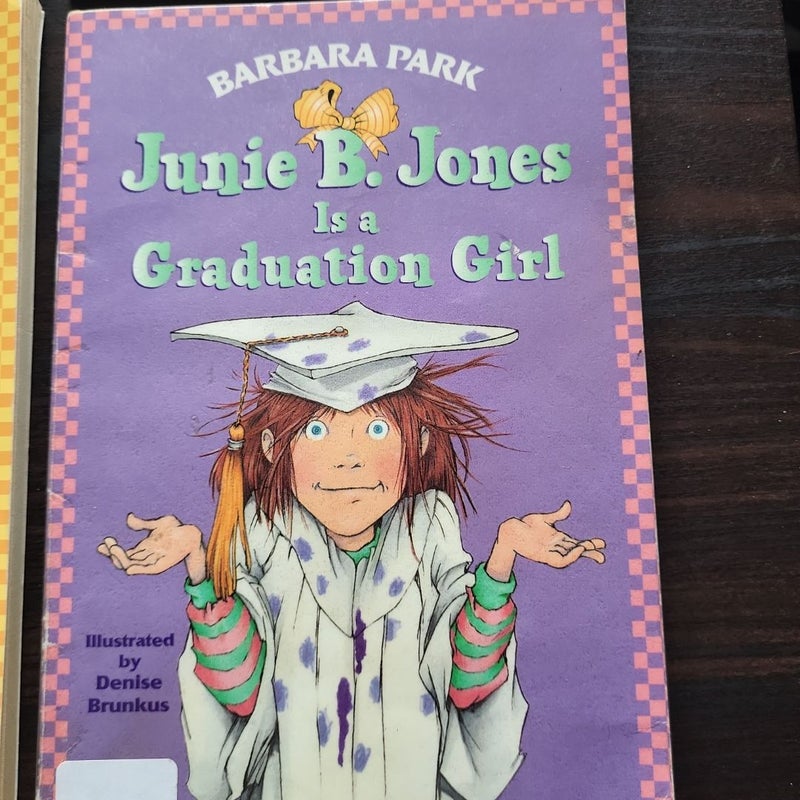 BARBARA PARK
Junie B. Jones
Is a
Graduation Girl
Illustrated
by
Denise
Brunkus